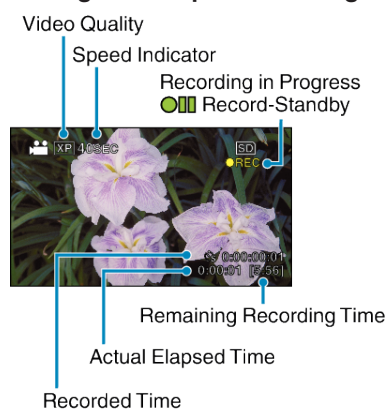 Video Quality
Speed Indicator
Recording in Progress
Record-Standby
XP 40SEC
SD
REC
0:00:00:01
0:00:01 [5:56]
Remaining Recording Time
Actual Elapsed Time
Recorded Time